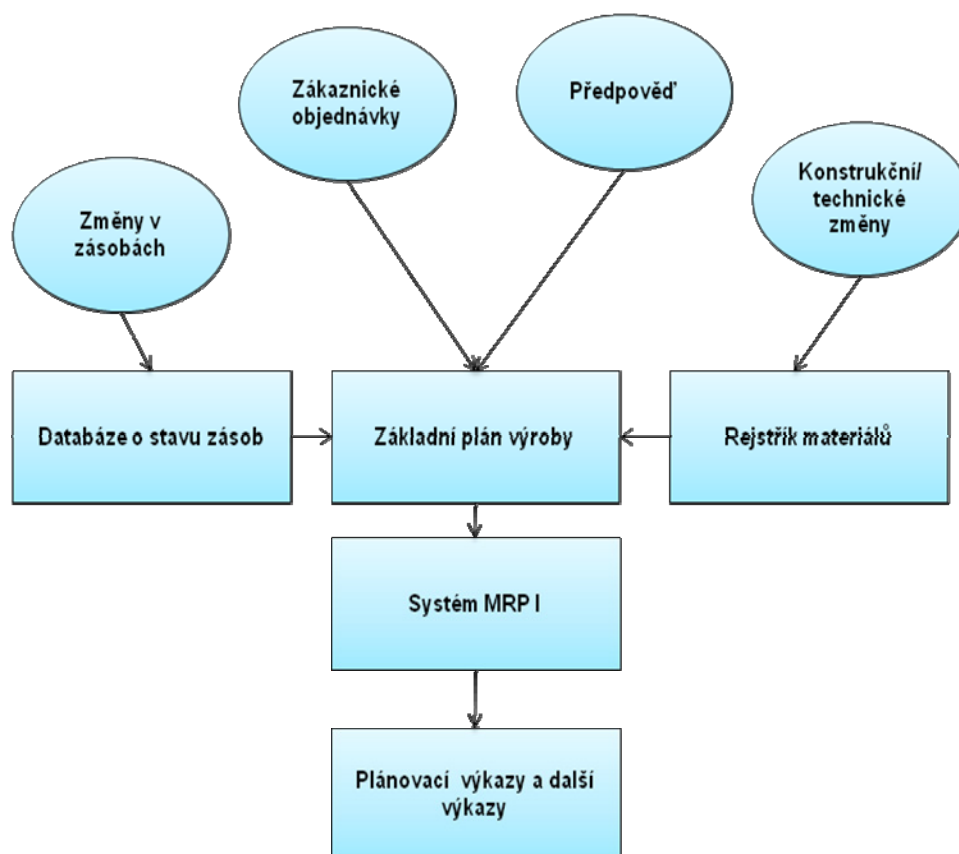 Zákaznické
objednávky
Předpověď
Konstrukční/
technické
změny
Změny v
zásobách
Databáze o stavu zásob
Základní plán výroby
Rejstřík materiálů
Systém MRP I
Plánovací výkazy a další
výkazy